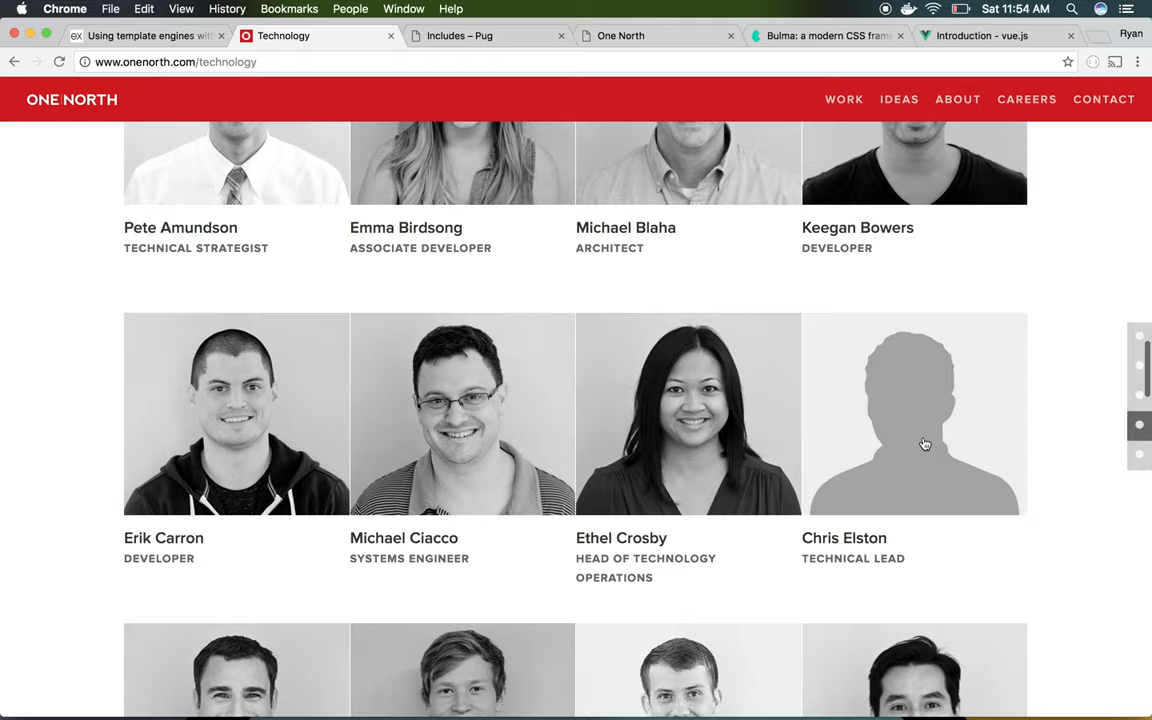 Chrome File Edit View History Bookmarks People Window Help Sat 11:54 AM
ex Using template engines with Technology Includes – Pug One North Bulma: a modern CSS fram Introduction - vue.js Ryan
www.onenorth.com/technology
ONE NORTH WORK IDEAS ABOUT CAREERS CONTACT
Pete Amundson Emma Birdsong Michael Blaha Keegan Bowers
TECHNICAL STRATEGIST ASSOCIATE DEVELOPER ARCHITECT DEVELOPER
Erik Carron Michael Ciacco Ethel Crosby Chris Elston
DEVELOPER SYSTEMS ENGINEER HEAD OF TECHNOLOGY TECHNICAL LEAD
OPERATIONS